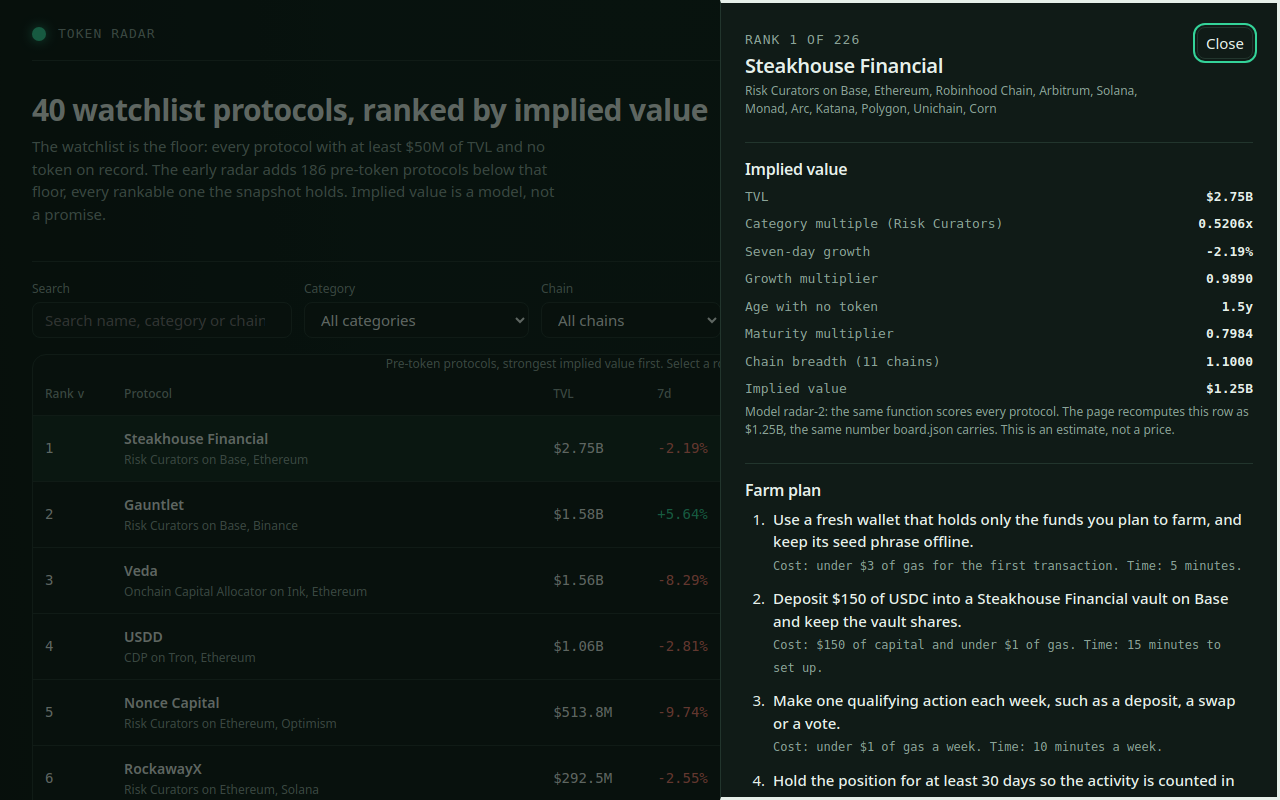 TOKEN RADAR
40 watchlist protocols, ranked by implied value
The watchlist is the floor: every protocol with at least $50M of TVL and no
token on record. The early radar adds 186 pre-token protocols below that
floor, every rankable one the snapshot holds. Implied value is a model, not
a promise.
Search
Category
Chain
Search name, category or chain
All categories
All chains
Pre-token protocols, strongest implied value first. Select a
Rank v
Protocol
TVL
7d
1
Steakhouse Financial
Risk Curators on Base, Ethereum
$2.75B
-2.19%
2
Gauntlet
Risk Curators on Base, Binance
$1.58B
+5.64%
3
Veda
Onchain Capital Allocator on Ink, Ethereum
$1.56B
-8.29%
4
USDD
CDP on Tron, Ethereum
$1.06B
-2.81%
5
Nonce Capital
Risk Curators on Ethereum, Optimism
$513.8M
-9.74%
6
RockawayX
Risk Curators on Ethereum, Solana
$292.5M
-2.55%
RANK 1 OF 226
Close
Steakhouse Financial
Risk Curators on Base, Ethereum, Robinhood Chain, Arbitrum, Solana,
Monad, Arc, Katana, Polygon, Unichain, Corn
Implied value
TVL $2.75B
Category multiple (Risk Curators) 0.5206x
Seven-day growth -2.19%
Growth multiplier 0.9890
Age with no token 1.5y
Maturity multiplier 0.7984
Chain breadth (11 chains) 1.1000
Implied value $1.25B
Model radar-2: the same function scores every protocol. The page recomputes this row as
$1.25B, the same number board.json carries. This is an estimate, not a price.
Farm plan
1. Use a fresh wallet that holds only the funds you plan to farm, and
keep its seed phrase offline.
Cost: under $3 of gas for the first transaction. Time: 5 minutes.
2. Deposit $150 of USDC into a Steakhouse Financial vault on Base
and keep the vault shares.
Cost: $150 of capital and under $1 of gas. Time: 15 minutes to
set up.
3. Make one qualifying action each week, such as a deposit, a swap
or a vote.
Cost: under $1 of gas a week. Time: 10 minutes a week.
4. Hold the position for at least 30 days so the activity is counted in